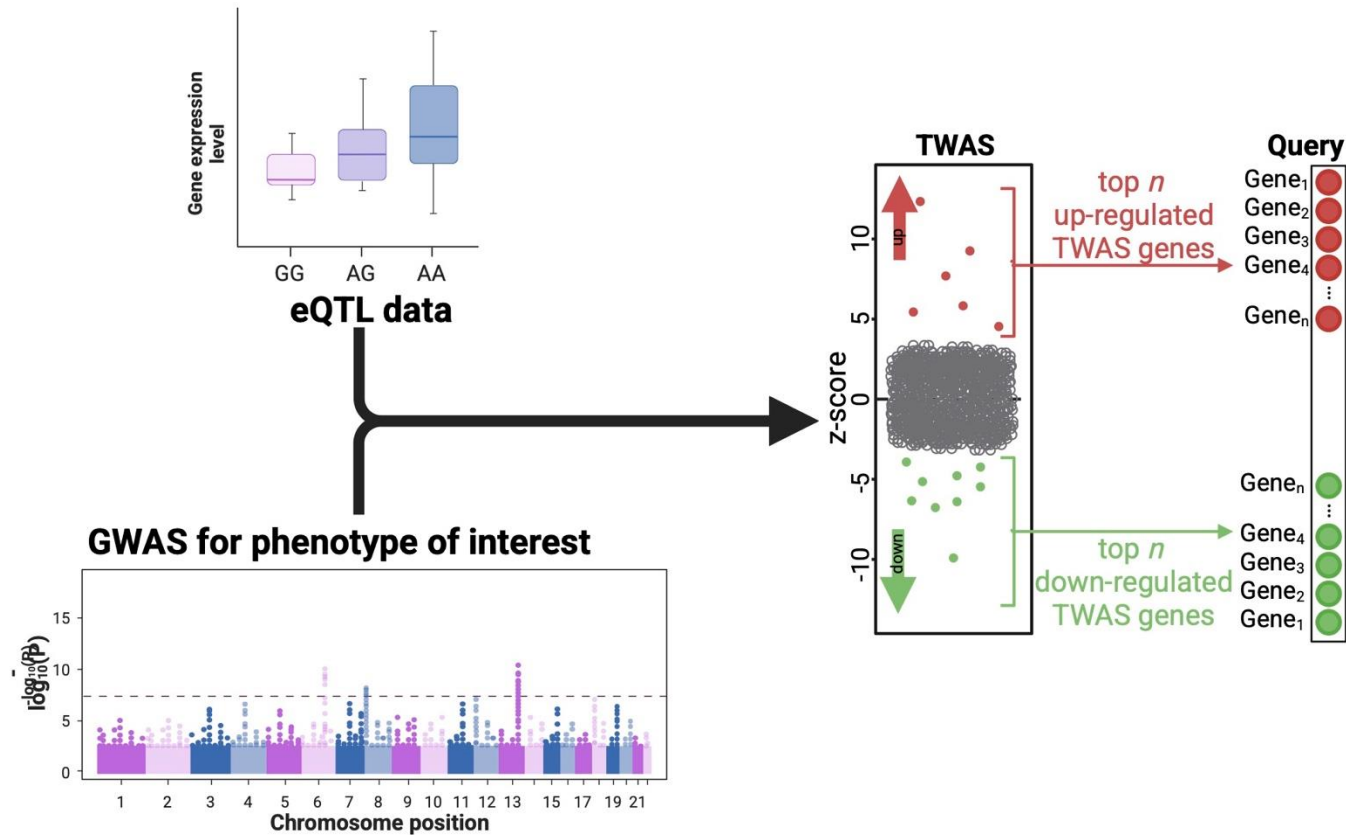 Gene expression
level
GG AG AA
eQTL data
GWAS for phenotype of interest
15
10
5
0
-log₁₀(P)
1 2 3 4 5 6 7 8 9 10 11 12 13 15 17 19 21
Chromosome position
TWAS
z-score
10
5
0
-5
-10
up
down
top n
up-regulated
TWAS genes
top n
down-regulated
TWAS genes
Query
Gene₁
Gene₂
Gene₃
Gene₄
Geneₙ
Geneₙ
Gene₄
Gene₃
Gene₂
Gene₁